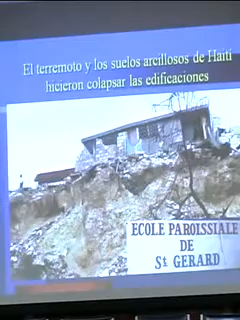 El terremoto y los suelos arcillosos de Haití
hicieron colapsar las edificaciones
ECOLE PAROISSIALE
DE
St GERARD